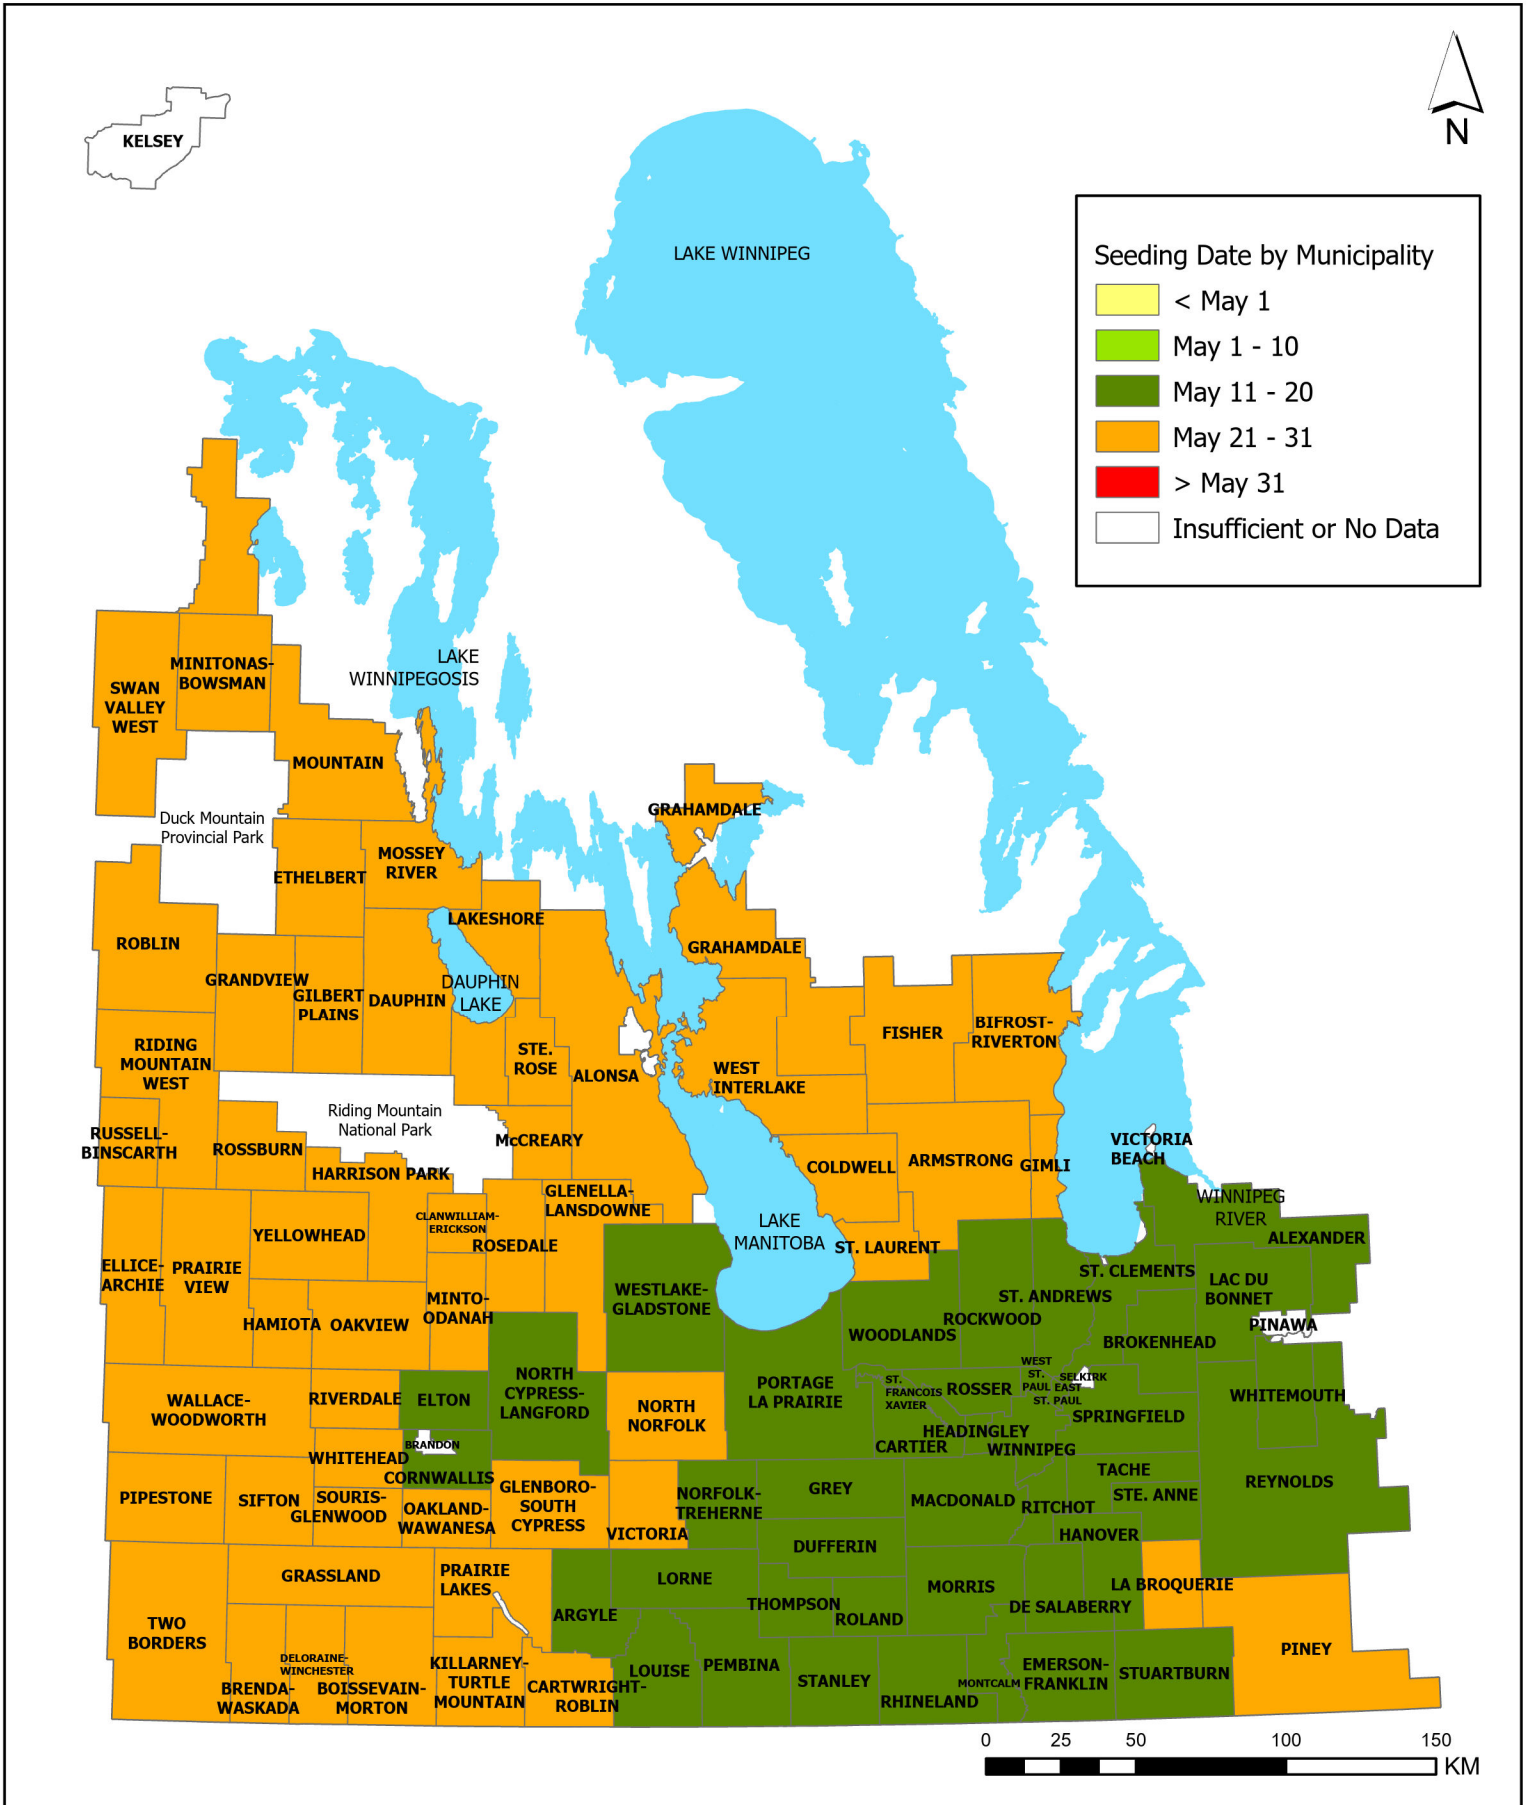 N
KELSEY
LAKE WINNIPEG
Seeding Date by Municipality
< May 1
May 1 - 10
May 11 - 20
May 21 - 31
> May 31
Insufficient or No Data
LAKE
WINNIPEGOSIS
MINITONAS-
BOWSMAN
SWAN
VALLEY
WEST
MOUNTAIN
Duck Mountain
Provincial Park
GRAHAMDALE
MOSSEY
RIVER
ETHELBERT
LAKESHORE
ROBLIN
GRAHAMDALE
GRANDVIEW
GILBERT
PLAINS
DAUPHIN
DAUPHIN
LAKE
FISHER
BIFROST-
RIVERTON
RIDING
MOUNTAIN
WEST
STE.
ROSE
ALONSA
WEST
INTERLAKE
Riding Mountain
National Park
RUSSELL-
BINSCARTH
ROSSBURN
McCREARY
HARRISON PARK
COLDWELL
ARMSTRONG
GIMLI
VICTORIA
BEACH
GLENELLA-
LANSDOWNE
CLANWILLIAM-
ERICKSON
YELLOWHEAD
ROSEDALE
LAKE
MANITOBA
ST. LAURENT
WINNIPEG
RIVER
ALEXANDER
ELLICE-
ARCHIE
PRAIRIE
VIEW
ST. CLEMENTS
LAC DU
BONNET
WESTLAKE-
GLADSTONE
MINTO-
ODANAH
HAMIOTA
OAKVIEW
ST. ANDREWS
ROCKWOOD
WOODLANDS
PINAWA
BROKENHEAD
WALLACE-
WOODWORTH
RIVERDALE
ELTON
NORTH
CYPRESS-
LANGFORD
NORTH
NORFOLK
PORTAGE
LA PRAIRIE
ST.
FRANCOIS
XAVIER
ROSSER
WEST
ST.
PAUL
EAST
ST. PAUL
SELKIRK
WHITEMOUTH
SPRINGFIELD
HEADINGLEY
CARTIER
WINNIPEG
BRANDON
WHITEHEAD
CORNWALLIS
TACHE
REYNOLDS
PIPESTONE
SIFTON
SOURIS-
GLENWOOD
OAKLAND-
WAWANESA
GLENBORO-
SOUTH
CYPRESS
VICTORIA
NORFOLK-
TREHERNE
GREY
MACDONALD
RITCHOT
STE. ANNE
HANOVER
DUFFERIN
GRASSLAND
PRAIRIE
LAKES
LORNE
MORRIS
LA BROQUERIE
TWO
BORDERS
ARGYLE
THOMPSON
ROLAND
DE SALABERRY
PINEY
DELORAINE-
WINCHESTER
BRENDA-
WASKADA
BOISSEVAIN-
MORTON
KILLARNEY-
TURTLE
MOUNTAIN
CARTWRIGHT-
ROBLIN
LOUISE
PEMBINA
STANLEY
RHINELAND
MONTCALM
EMERSON-
FRANKLIN
STUARTBURN
0 25 50 100 150
KM